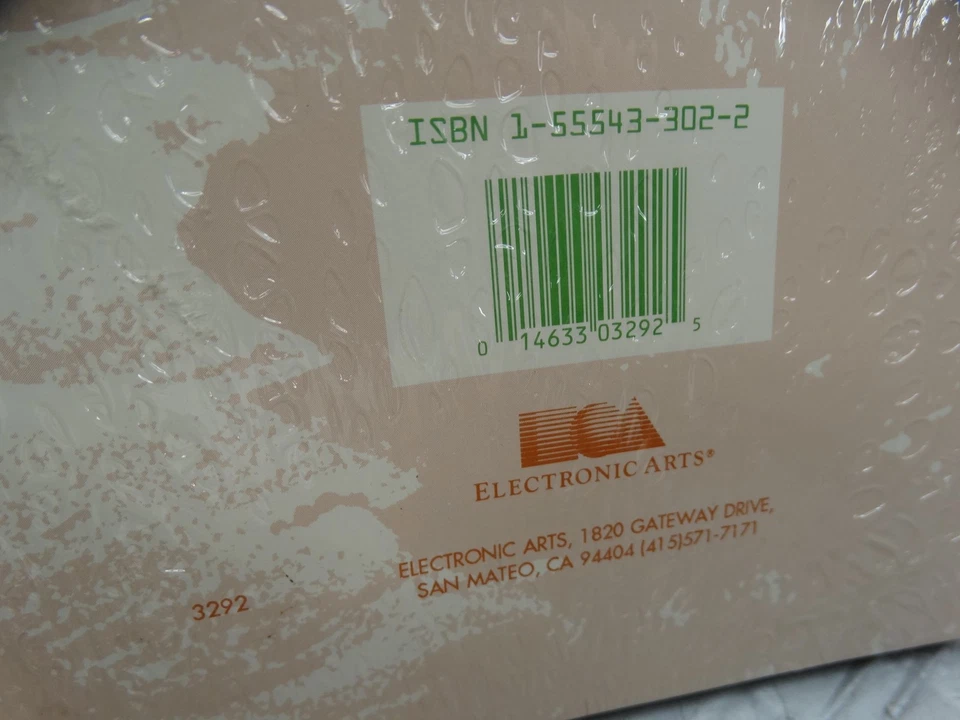 ISBN 1-55543-302-2
0 14633 03292 5
ECA
ELECTRONIC ARTS®
ELECTRONIC ARTS, 1820 GATEWAY DRIVE,
SAN MATEO, CA 94404 (415)571-7171
3292